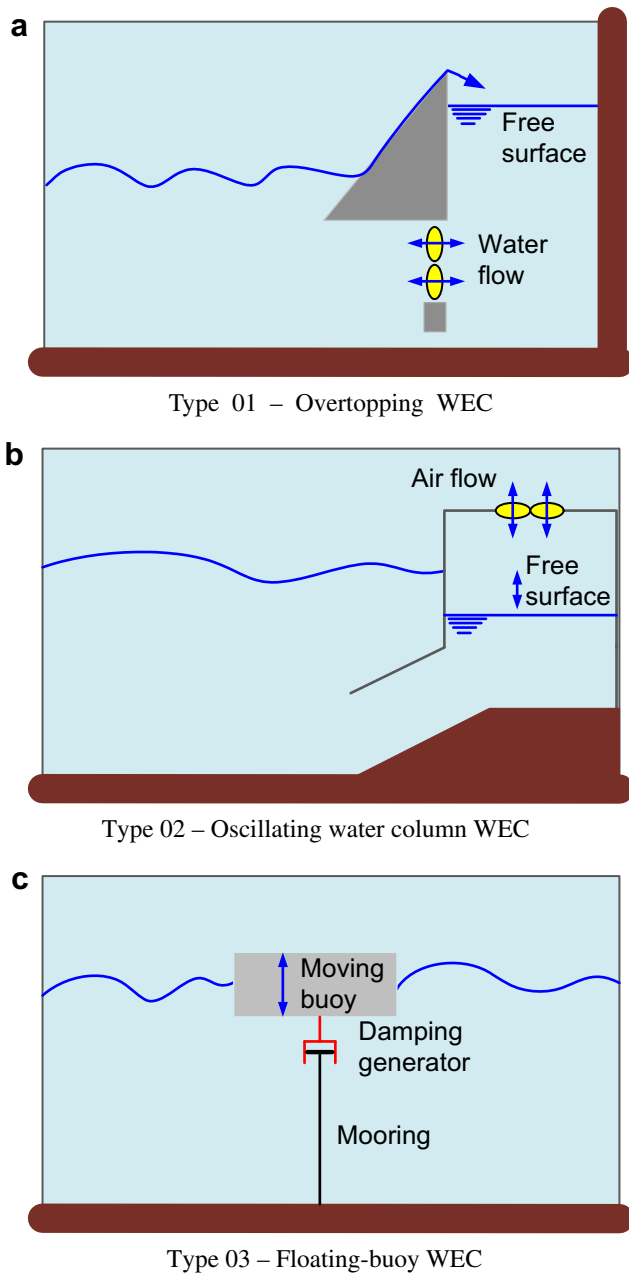 a
Free
surface
Water
flow
Type 01 – Overtopping WEC
b
Air flow
Free
surface
Type 02 – Oscillating water column WEC
c
Moving
buoy
Damping
generator
Mooring
Type 03 – Floating-buoy WEC